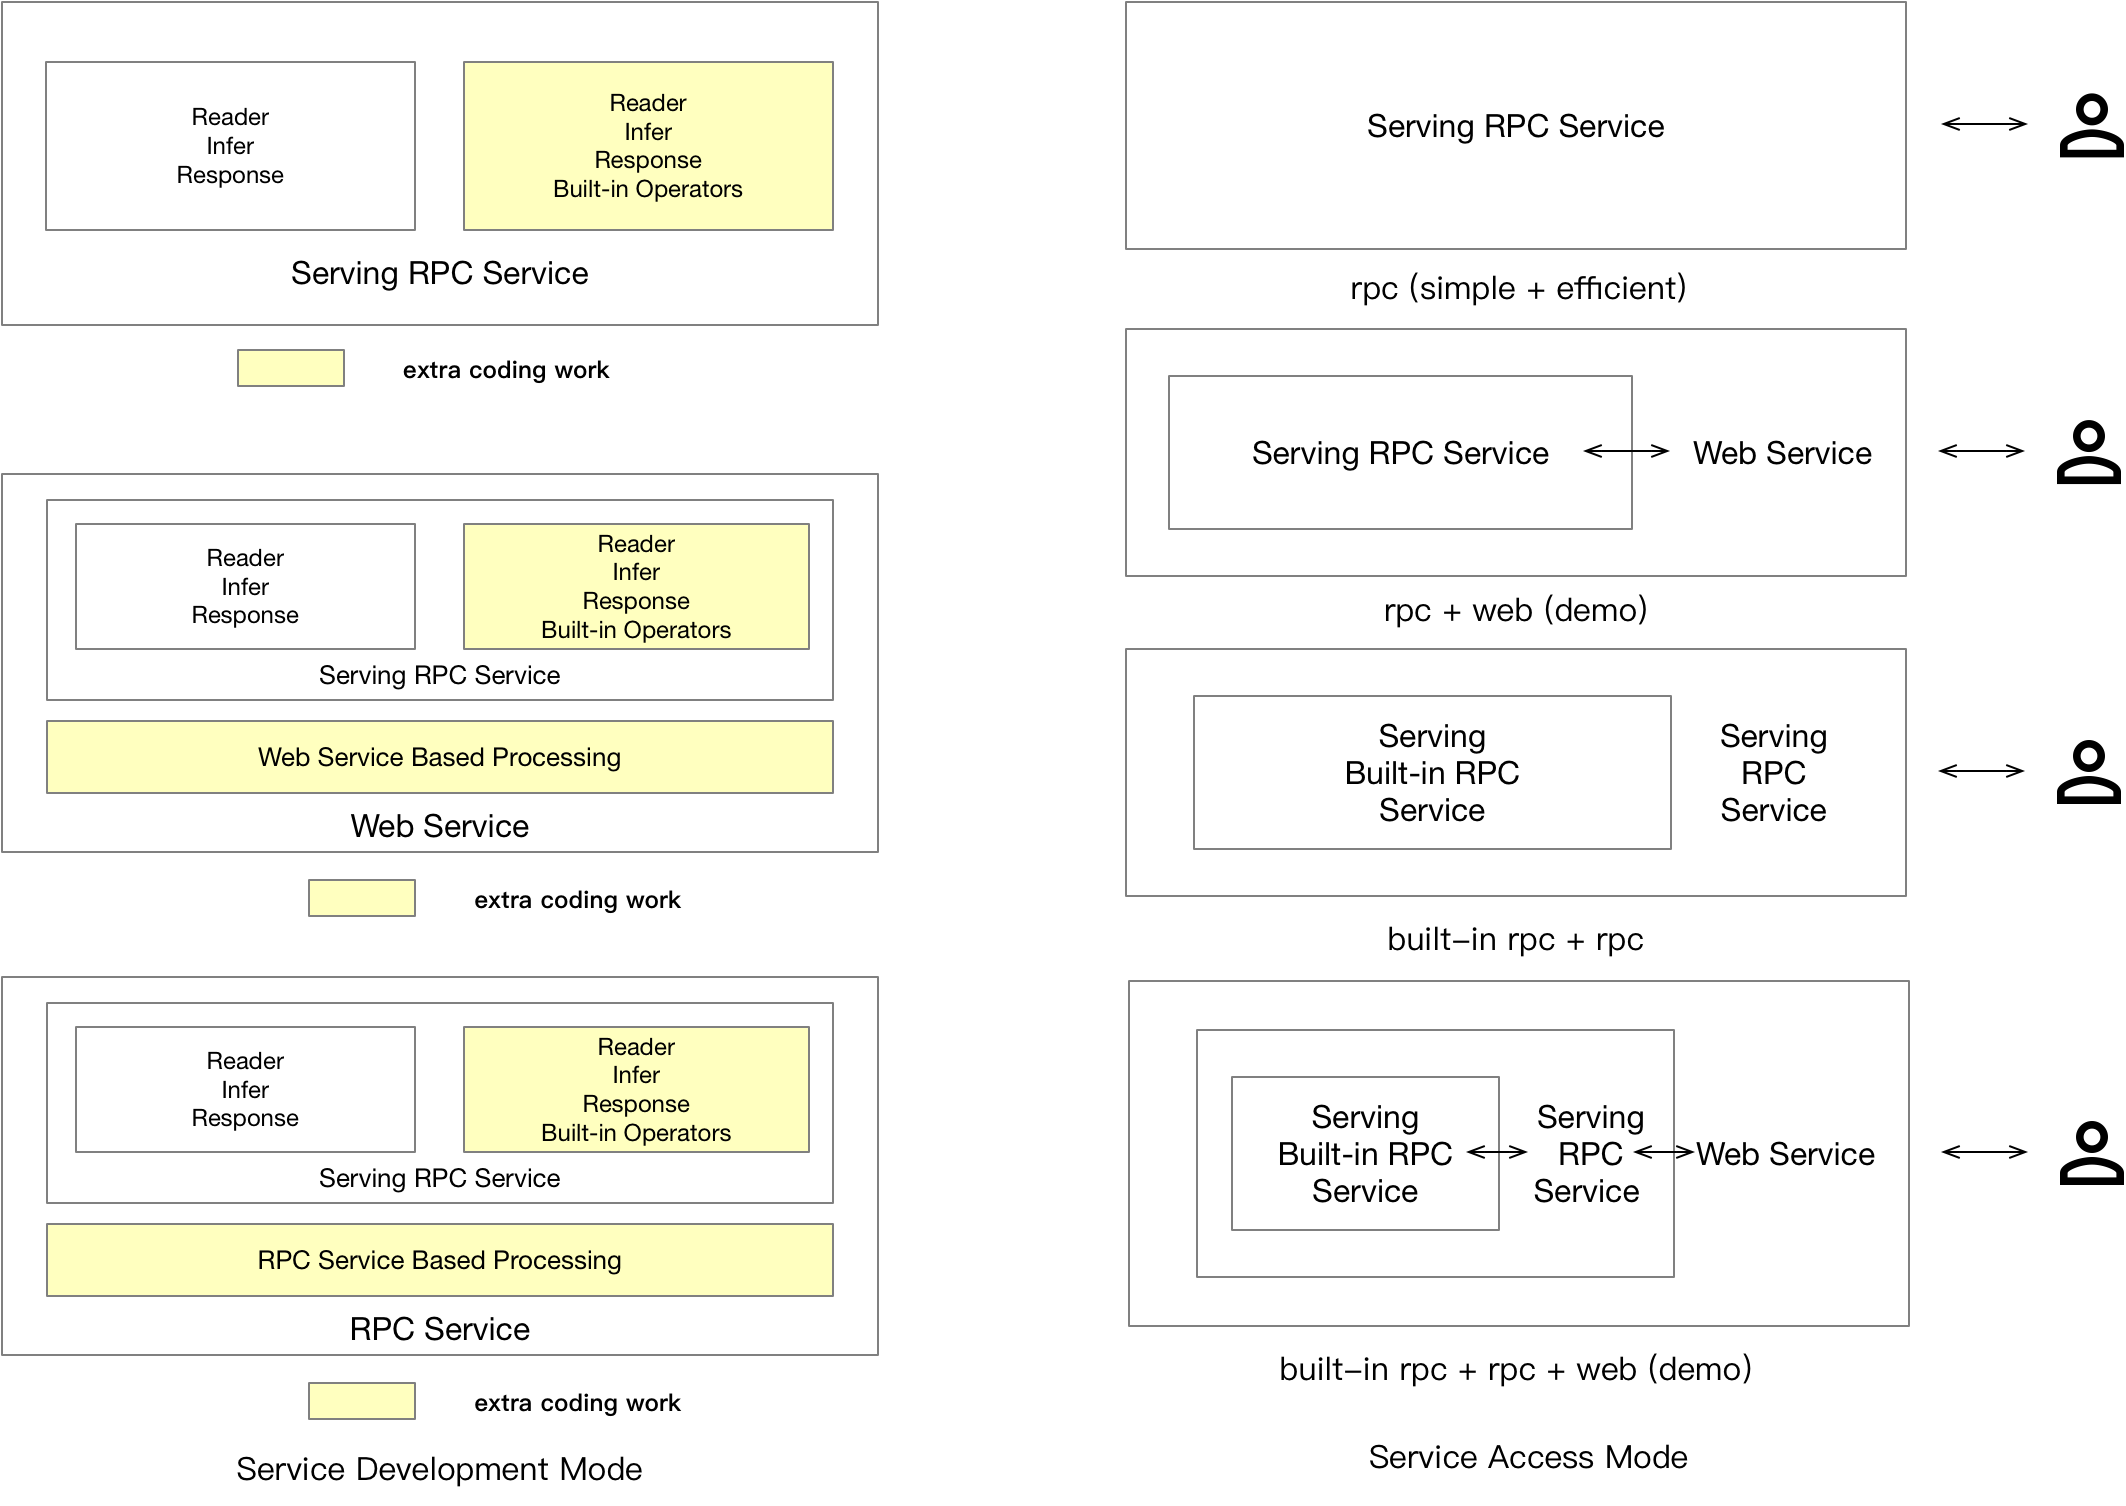 Reader
Infer
Response
Reader
Infer
Response
Built-in Operators
Serving RPC Service
extra coding work
Reader
Infer
Response
Reader
Infer
Response
Built-in Operators
Serving RPC Service
Web Service Based Processing
Web Service
extra coding work
Reader
Infer
Response
Reader
Infer
Response
Built-in Operators
Serving RPC Service
RPC Service Based Processing
RPC Service
extra coding work
Service Development Mode
Serving RPC Service
rpc (simple + efficient)
Serving RPC Service
Web Service
rpc + web (demo)
Serving
Built-in RPC
Service
Serving
RPC
Service
built-in rpc + rpc
Serving
Built-in RPC
Service
Serving
RPC
Service
Web Service
built-in rpc + rpc + web (demo)
Service Access Mode